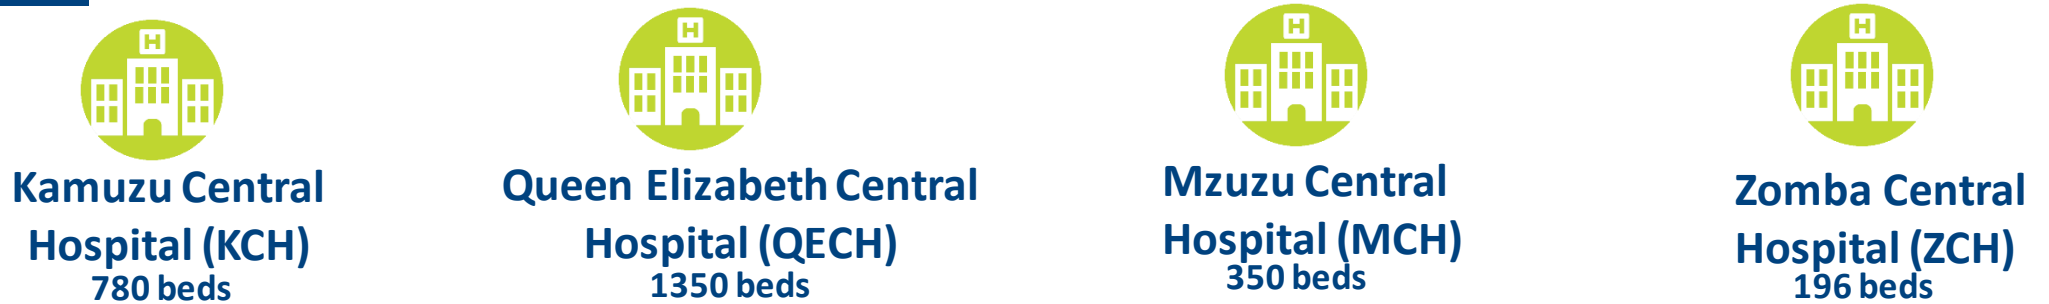 H
Kamuzu Central
Hospital (KCH)
780 beds
H
Queen Elizabeth Central
Hospital (QECH)
1350 beds
H
Mzuzu Central
Hospital (MCH)
350 beds
H
Zomba Central
Hospital (ZCH)
196 beds